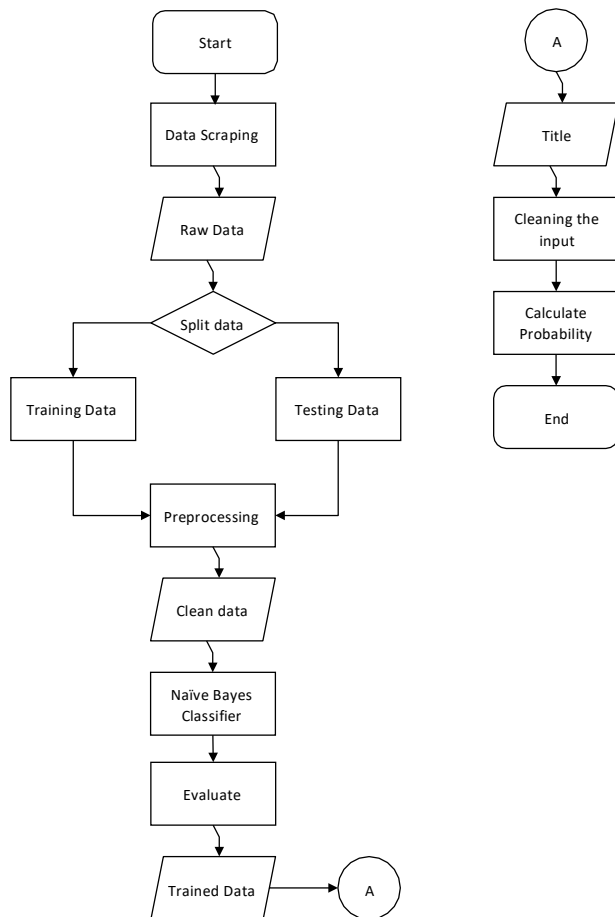 Start
Data Scraping
Raw Data
Split data
Training Data
Testing Data
Preprocessing
Clean data
Naïve Bayes
Classifier
Evaluate
Trained Data
A
A
Title
Cleaning the
input
Calculate
Probability
End